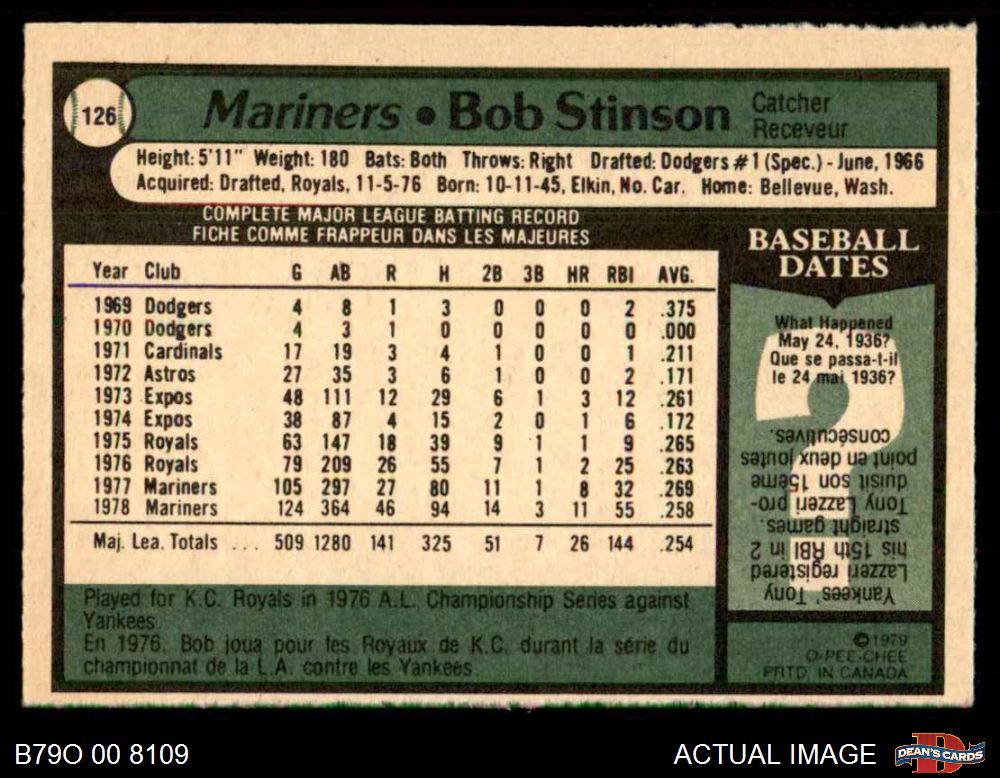 126
Mariners • Bob Stinson
Catcher
Receveur
Height: 5'11" Weight: 180 Bats: Both Throws: Right Drafted: Dodgers #1 (Spec.) - June, 1966
Acquired: Drafted, Royals, 11-5-76 Born: 10-11-45, Elkin, No. Car. Home: Bellevue, Wash.
COMPLETE MAJOR LEAGUE BATTING RECORD
FICHE COMME FRAPPEUR DANS LES MAJEURES
Year Club G AB R H 2B 3B HR RBI AVG.
1969 Dodgers 4 8 1 3 0 0 0 2 .375
1970 Dodgers 4 3 1 0 0 0 0 0 .000
1971 Cardinals 17 19 3 4 1 0 0 1 .211
1972 Astros 27 35 3 6 1 0 0 2 .171
1973 Expos 48 111 12 29 6 1 3 12 .261
1974 Expos 38 87 4 15 2 0 1 6 .172
1975 Royals 63 147 18 39 9 1 1 9 .265
1976 Royals 79 209 26 55 7 1 2 25 .263
1977 Mariners 105 297 27 80 11 1 8 32 .269
1978 Mariners 124 364 46 94 14 3 11 55 .258
Maj. Lea. Totals ... 509 1280 141 325 51 7 26 144 .254
Played for K.C. Royals in 1976 A.L. Championship Series against
Yankees.
En 1976, Bob joua pour les Royaux de K.C. durant la série du
championnat de la L.A. contre les Yankees.
BASEBALL
DATES
What Happened
May 24, 1936?
Que se passa-t-il
le 24 mai 1936?
Yankees' Tony
Lazzeri registered
his 15th RBI in 2
straight games.
Tony Lazzeri pro-
duisit son 15ème
point en deux joutes
consécutives.
©1979
O-PEE-CHEE
PRTD. IN CANADA
B79O 00 8109
ACTUAL IMAGE
DEAN'S CARDS